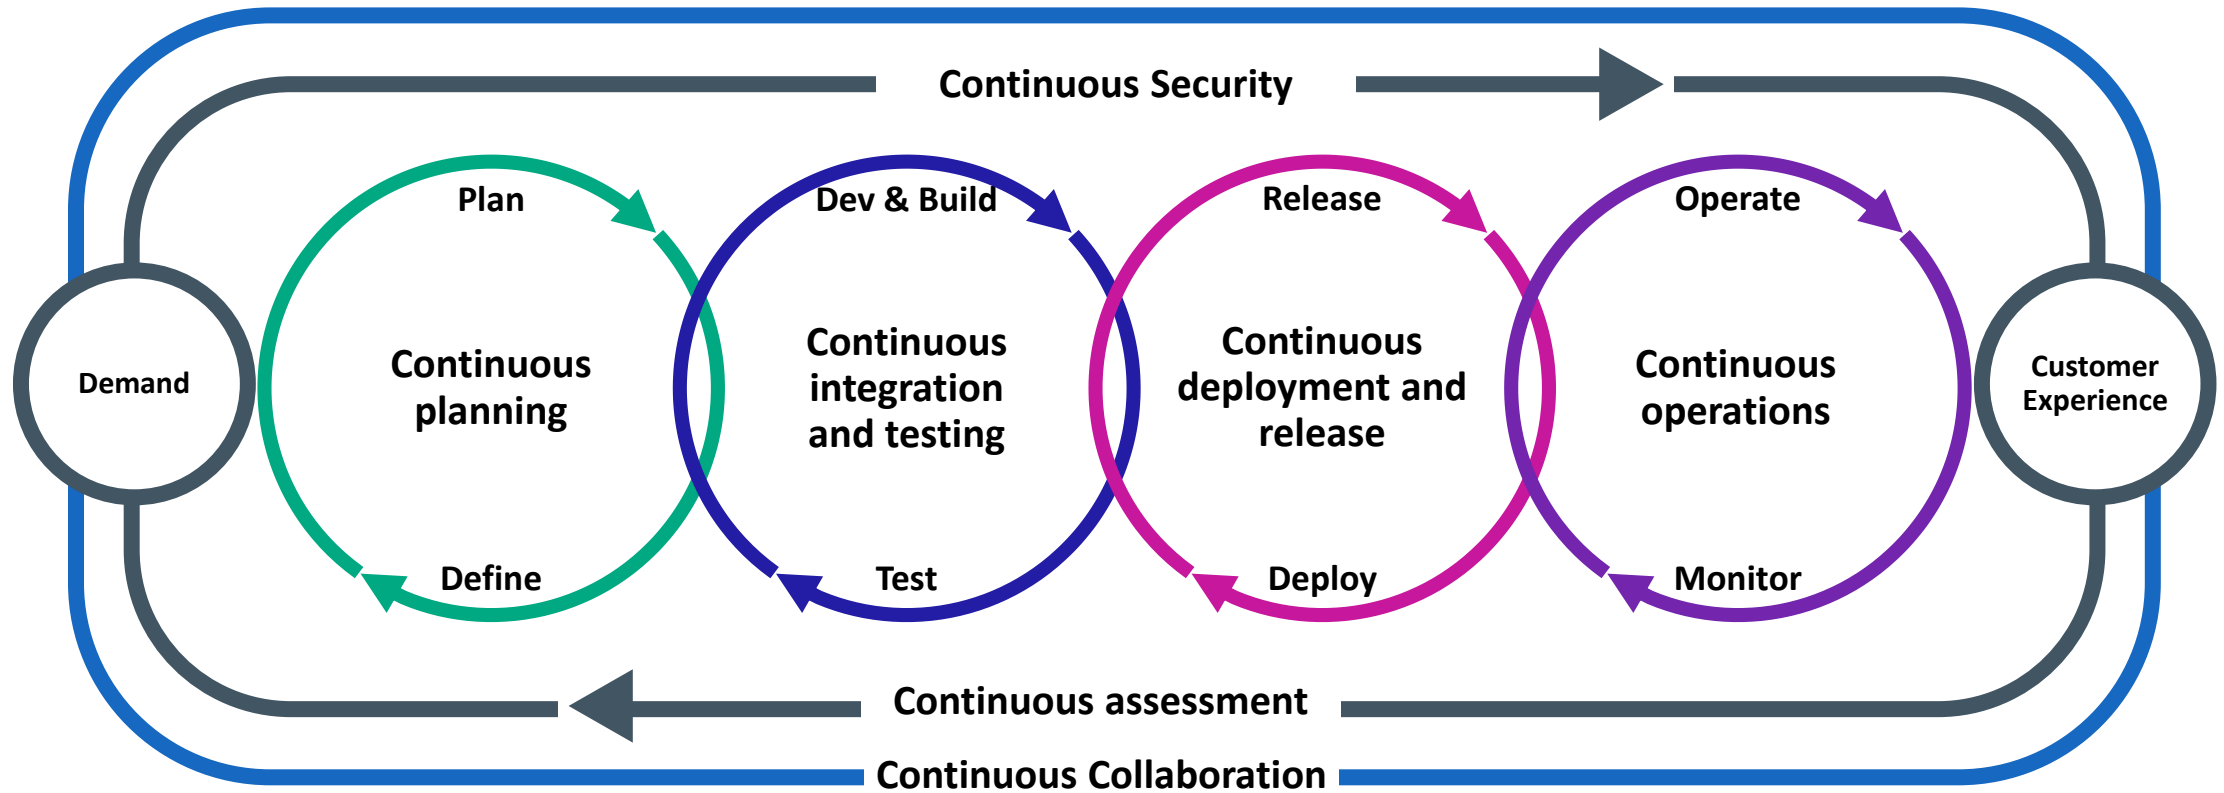 Continuous Security
Plan
Dev & Build
Release
Operate
Demand
Continuous
planning
Continuous
integration
and testing
Continuous
deployment and
release
Continuous
operations
Customer
Experience
Define
Test
Deploy
Monitor
Continuous assessment
Continuous Collaboration